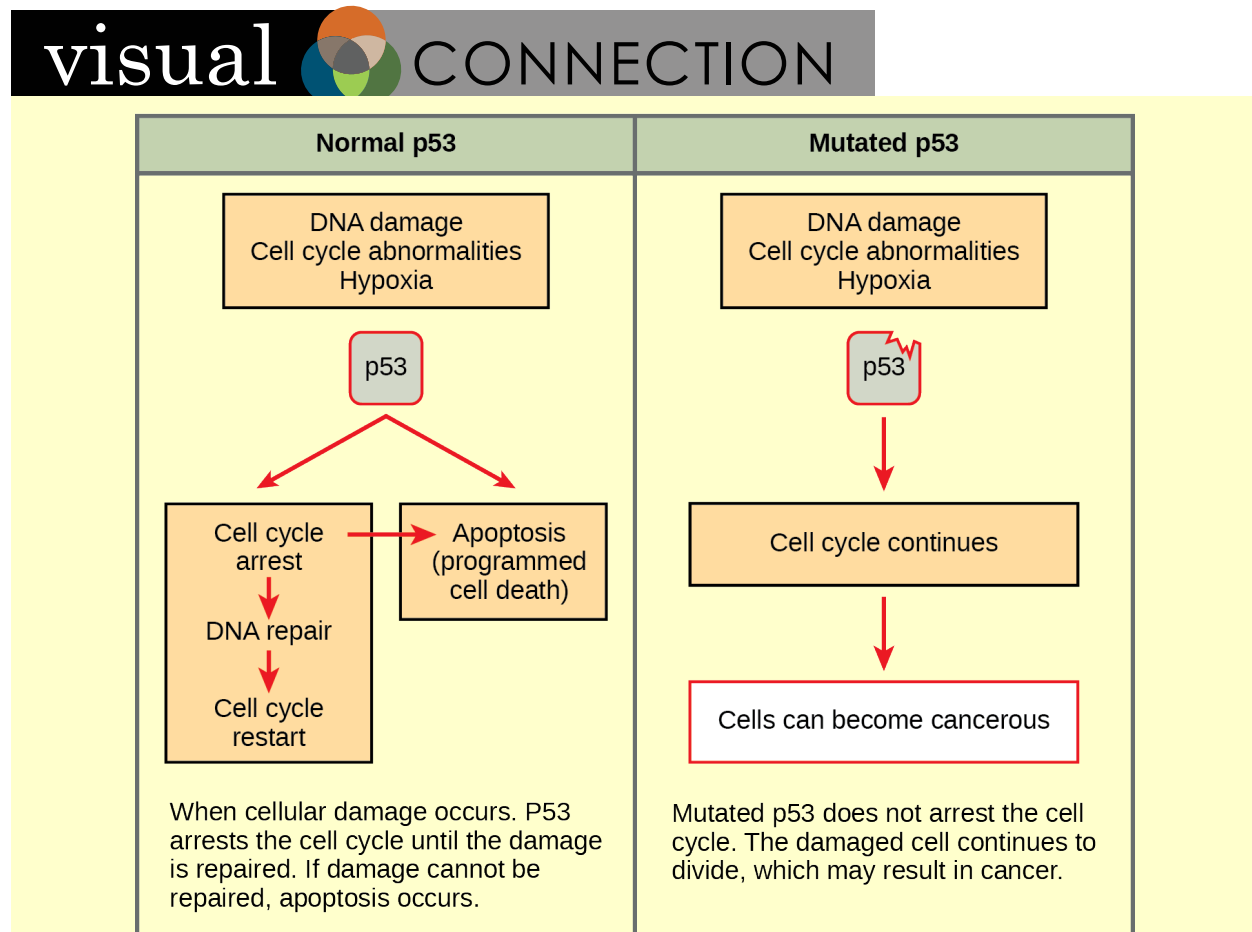 visual CONNECTION
Normal p53
DNA damage
Cell cycle abnormalities
Hypoxia
p53
Cell cycle
arrest
DNA repair
Cell cycle
restart
Apoptosis
(programmed
cell death)
When cellular damage occurs. P53
arrests the cell cycle until the damage
is repaired. If damage cannot be
repaired, apoptosis occurs.
Mutated p53
DNA damage
Cell cycle abnormalities
Hypoxia
p53
Cell cycle continues
Cells can become cancerous
Mutated p53 does not arrest the cell
cycle. The damaged cell continues to
divide, which may result in cancer.